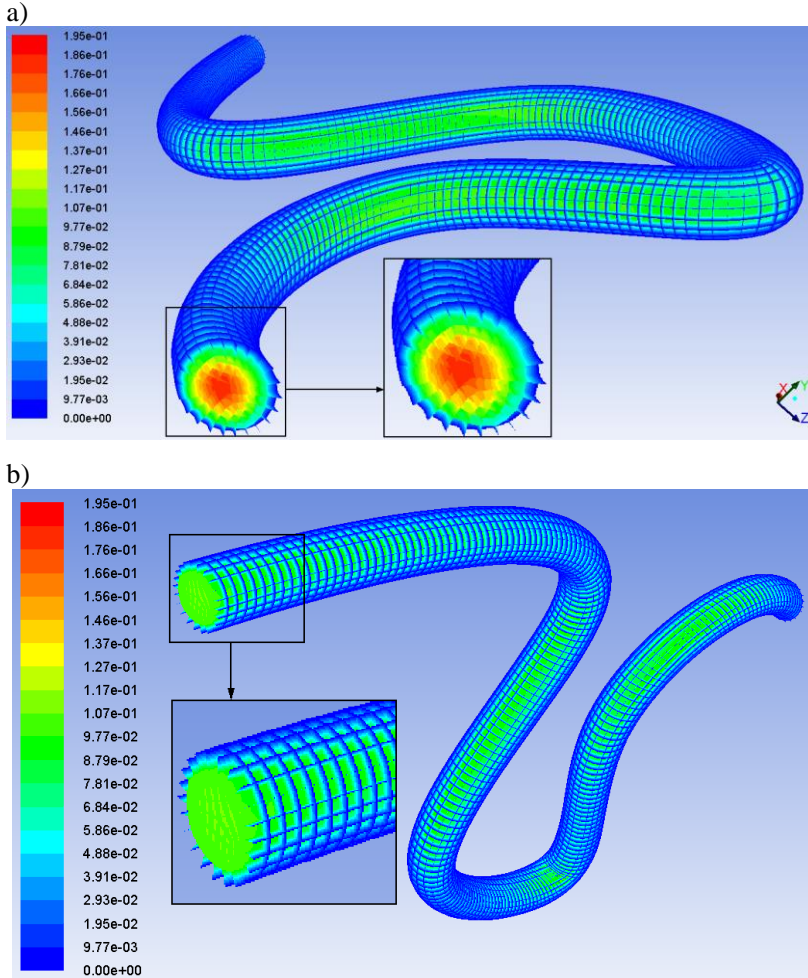 a)
1.95e-01
1.86e-01
1.76e-01
1.66e-01
1.56e-01
1.46e-01
1.37e-01
1.27e-01
1.17e-01
1.07e-01
9.77e-02
8.79e-02
7.81e-02
6.84e-02
5.86e-02
4.88e-02
3.91e-02
2.93e-02
1.95e-02
9.77e-03
0.00e+00
X
Y
Z
b)
1.95e-01
1.86e-01
1.76e-01
1.66e-01
1.56e-01
1.46e-01
1.37e-01
1.27e-01
1.17e-01
1.07e-01
9.77e-02
8.79e-02
7.81e-02
6.84e-02
5.86e-02
4.88e-02
3.91e-02
2.93e-02
1.95e-02
9.77e-03
0.00e+00